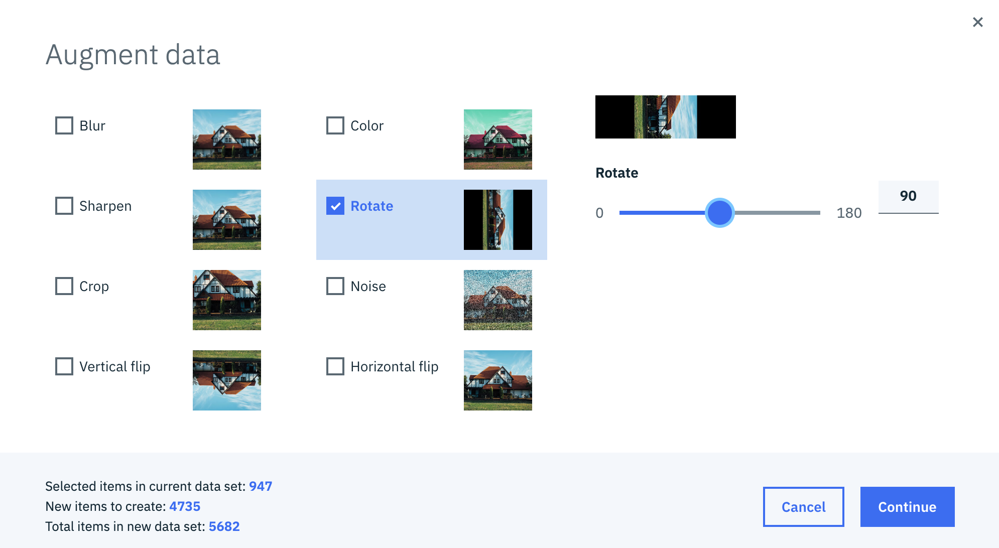 Augment data
Blur
Color
Sharpen
Rotate
Crop
Noise
Vertical flip
Horizontal flip
Rotate
0
180
90
Selected items in current data set: 947
New items to create: 4735
Total items in new data set: 5682
Cancel
Continue